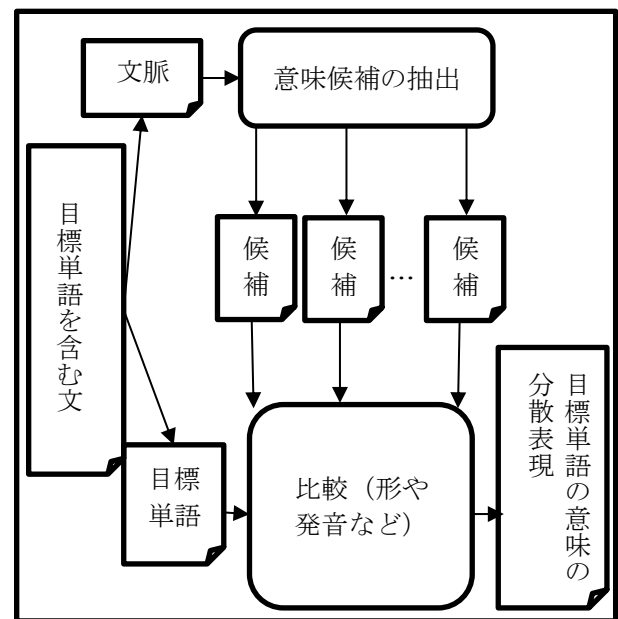 文脈
意味候補の抽出
目標単語を含む文
候
補
候
補
…
候
補
目標
単語
比較（形や
発音など）
目標単語の意味の
分散表現